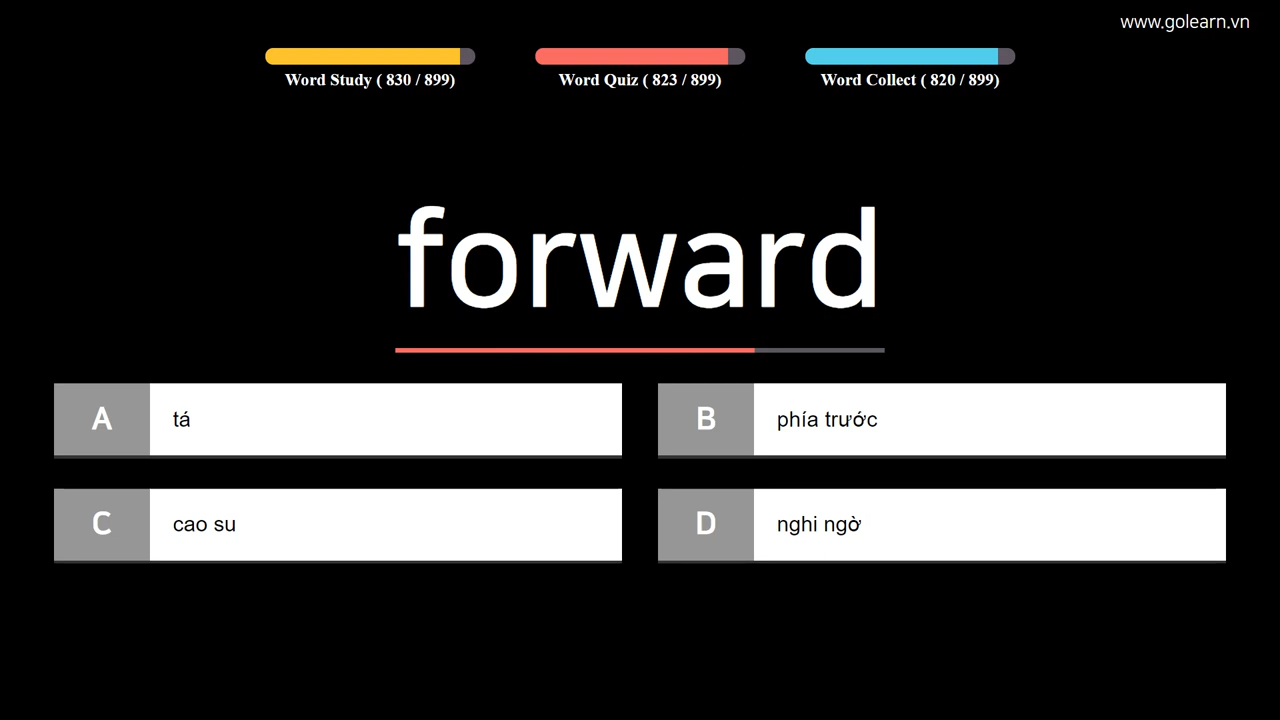 www.golearn.vn
Word Study ( 830 / 899)
Word Quiz ( 823 / 899)
Word Collect ( 820 / 899)
forward
A tá
B phía trước
C cao su
D nghi ngờ